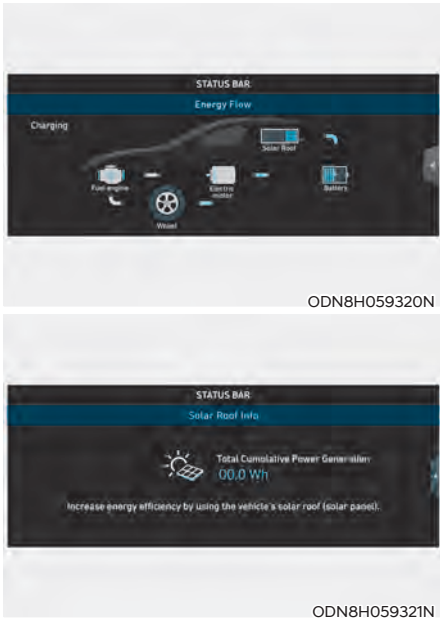 STATUS BAR
Energy Flow
Charging
Solar Roof
Fuel engine
Electric
motor
Battery
Wheel
ODN8H059320N
STATUS BAR
Solar Roof Info
Total Cumulative Power Generation
00.0 Wh
Increase energy efficiency by using the vehicle's solar roof (solar panel).
ODN8H059321N